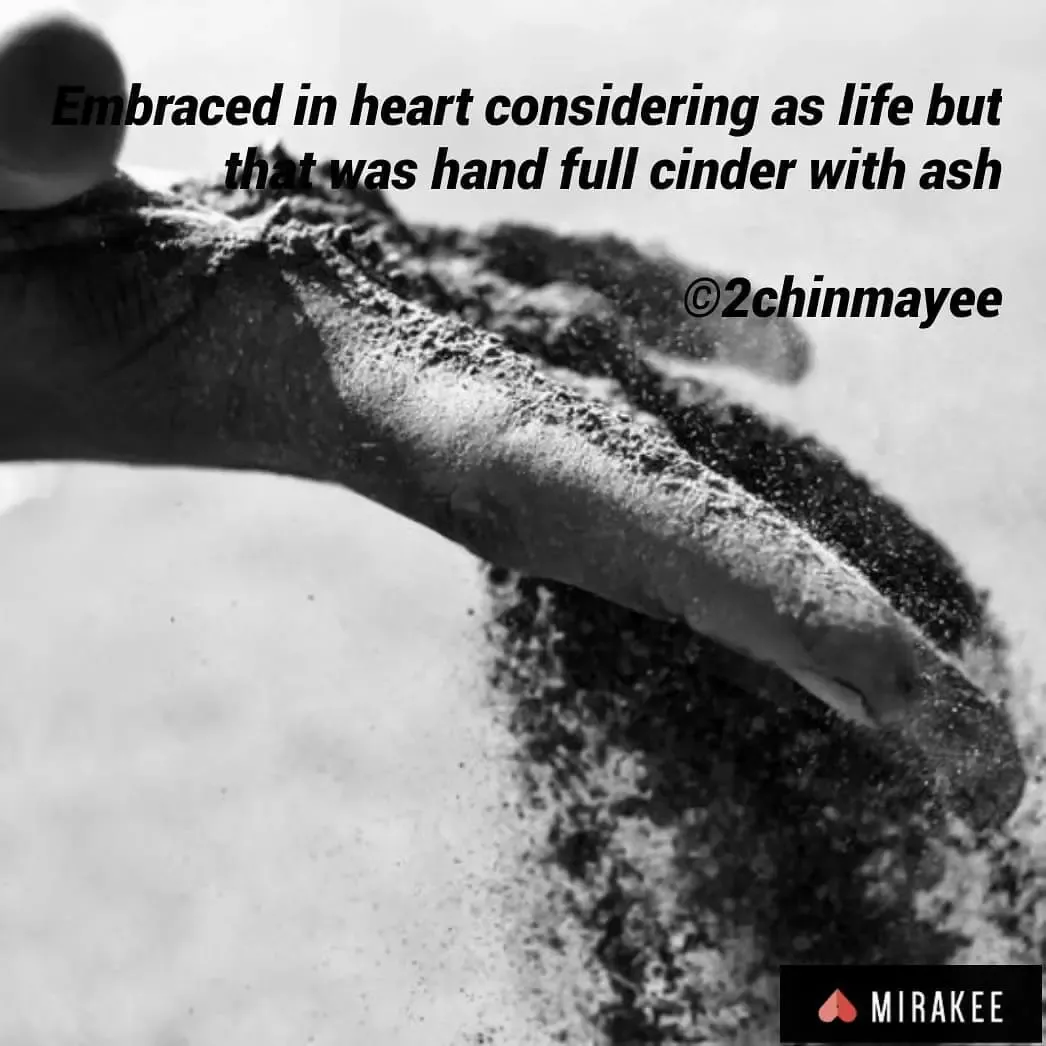 Embraced in heart considering as life but
that was hand full cinder with ash
©2chinmayee
MIRAKEE